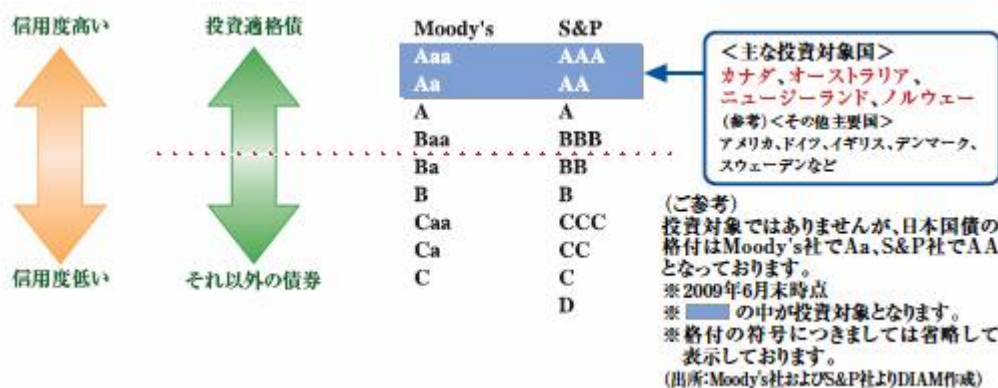 信用度高い
投資適格債
Moody's S&P
Aaa AAA
Aa AA
A A
Baa BBB
Ba BB
B B
Caa CCC
Ca CC
C C
D
信用度低い
それ以外の債券
＜主な投資対象国＞
カナダ、オーストラリア、
ニュージーランド、ノルウェー
(参考)＜その他主要国＞
アメリカ、ドイツ、イギリス、デンマーク、
スウェーデンなど
(ご参考)
投資対象ではありませんが、日本国債の
格付はMoody's社でAa、S&P社でAA
となっております。
※2009年6月末時点
※ の中が投資対象となります。
※格付の符号につきましては省略して
表示しております。
(出所:Moody's社およびS&P社よりDIAM作成)